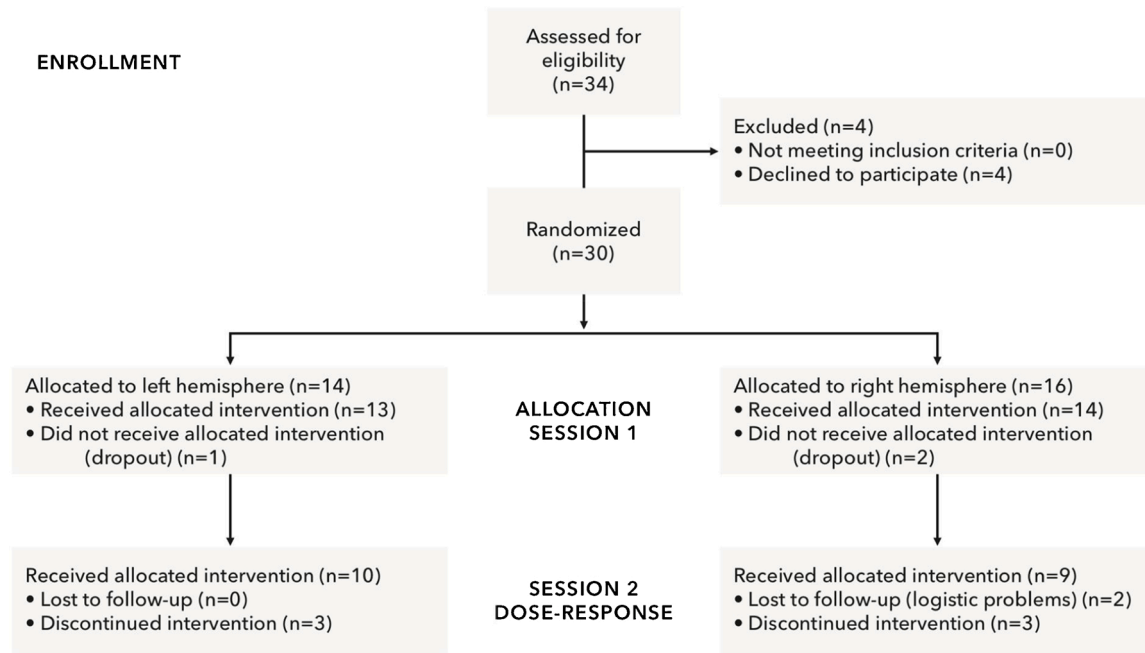 ENROLLMENT
Assessed for
eligibility
(n=34)
Excluded (n=4)
• Not meeting inclusion criteria (n=0)
• Declined to participate (n=4)
Randomized
(n=30)
Allocated to left hemisphere (n=14)
• Received allocated intervention (n=13)
• Did not receive allocated intervention
(dropout) (n=1)
ALLOCATION
SESSION 1
Allocated to right hemisphere (n=16)
• Received allocated intervention (n=14)
• Did not receive allocated intervention
(dropout) (n=2)
Received allocated intervention (n=10)
• Lost to follow-up (n=0)
• Discontinued intervention (n=3)
SESSION 2
DOSE-RESPONSE
Received allocated intervention (n=9)
• Lost to follow-up (logistic problems) (n=2)
• Discontinued intervention (n=3)